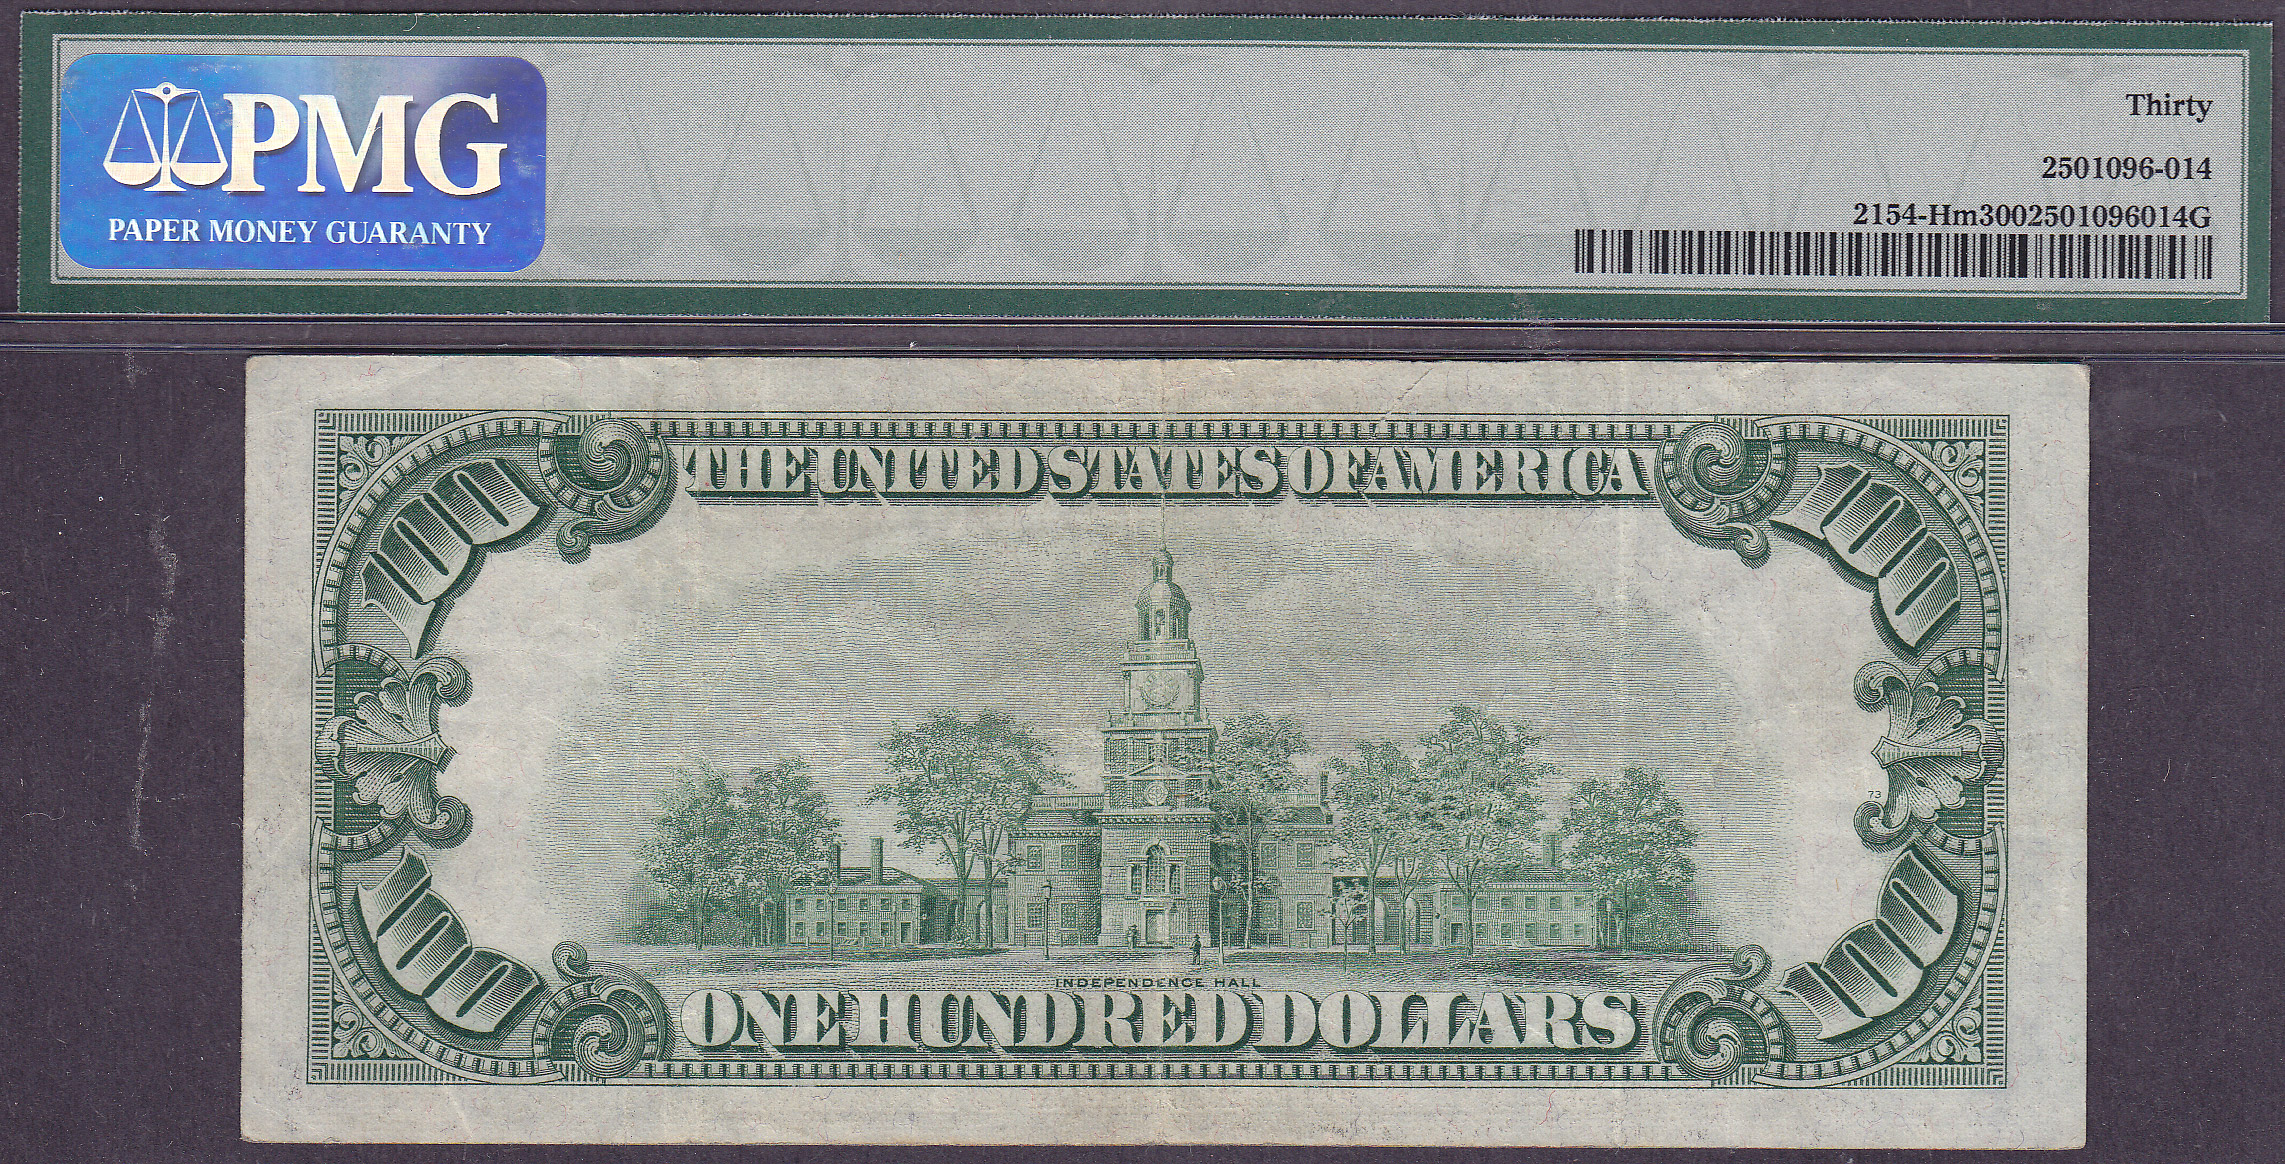 PMG
PAPER MONEY GUARANTY
Thirty
2501096-014
2154-Hm3002501096014G
THE UNITED STATES OF AMERICA
100
100
73
INDEPENDENCE HALL
100
100
ONE HUNDRED DOLLARS